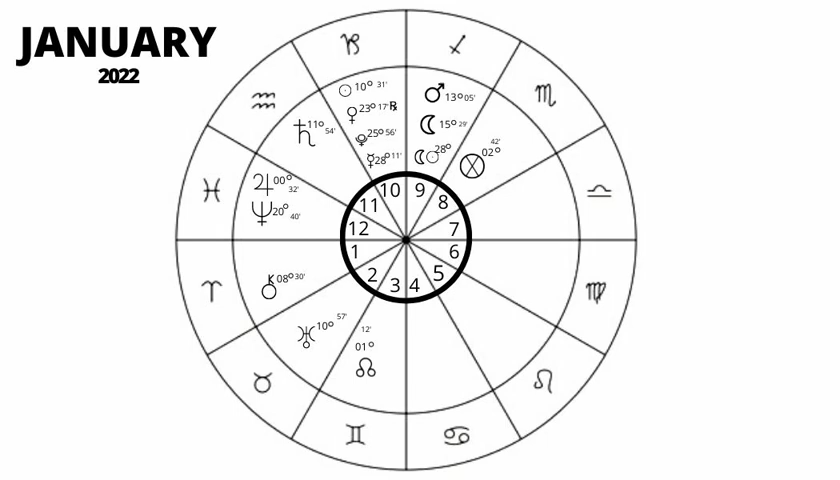 JANUARY
2022
♑ ♐
♒ ♏
♓ ♎
♈ ♍
♉ ♌
♊ ♋
☉ 10° 31'
♀ 23° 17' ℞
♇ 25° 56'
☿ 28° 11'
♂ 13° 05'
☾ 15° 29'
☾☉ 28°
⊗ 02° 42'
♄ 11° 54'
♃ 00° 32'
♆ 20° 40'
⚷ 08° 30'
♅ 10° 57'
12'
01°
☊
10 9
11 8
12 7
1 6
2 5
3 4